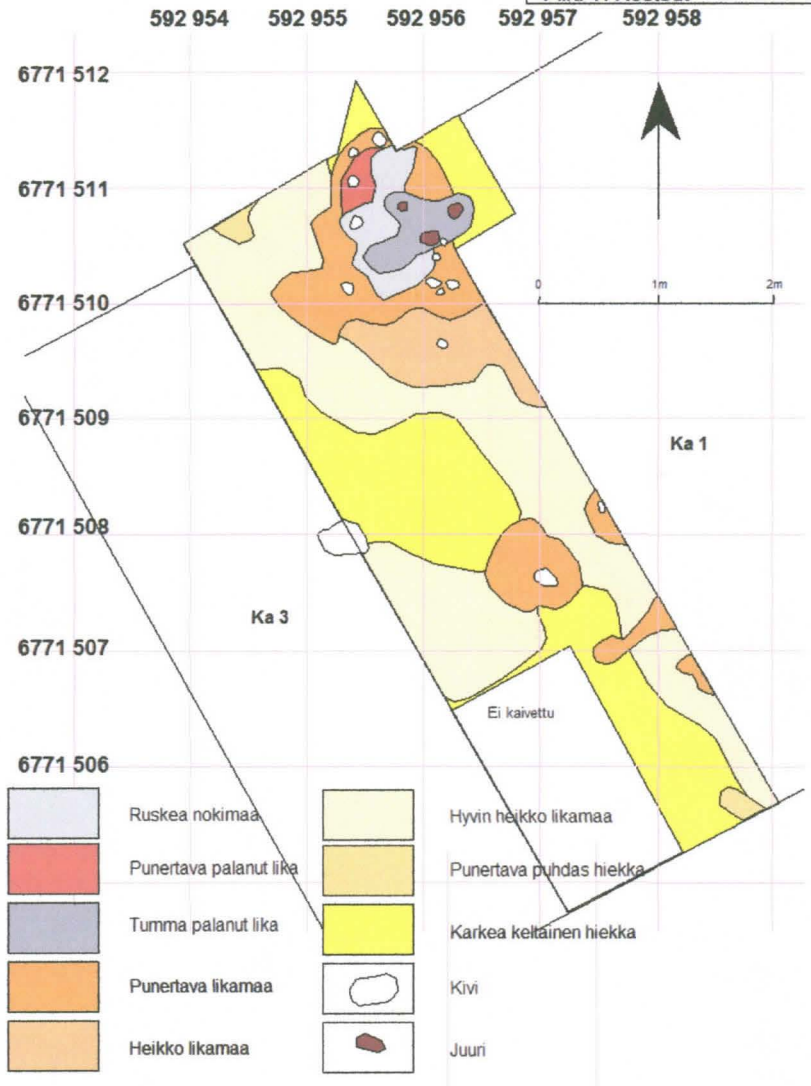 592 954 592 955 592 956 592 957 592 958
6771 512
6771 511
6771 510
0 1m 2m
6771 509
Ka 1
6771 508
Ka 3
6771 507
Ei kaivettu
6771 506
Ruskea nokimaa
Punertava palanut lika
Tumma palanut lika
Punertava likamaa
Heikko likamaa
Hyvin heikko likamaa
Punertava puhdas hiekka
Karkea keltainen hiekka
Kivi
Juuri